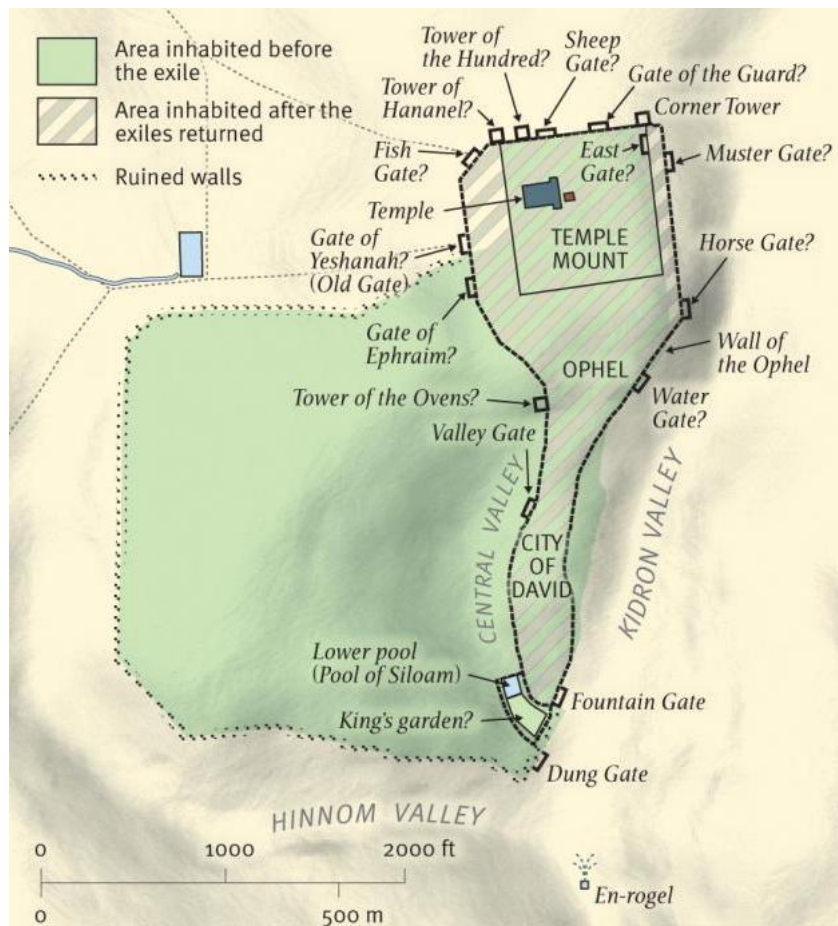 Area inhabited before
the exile
Area inhabited after the
exiles returned
Ruined walls
Tower of
the Hundred?
Sheep
Gate?
Gate of the Guard?
Tower of
Hananel?
Corner Tower
Fish
Gate?
East
Gate?
Muster Gate?
Temple
Gate of
Yeshanah?
(Old Gate)
TEMPLE
MOUNT
Horse Gate?
Gate of
Ephraim?
Wall of
the Ophel
OPHEL
Tower of the Ovens?
Water
Gate?
Valley Gate
CENTRAL VALLEY
KIDRON VALLEY
CITY
OF
DAVID
Lower pool
(Pool of Siloam)
Fountain Gate
King's garden?
Dung Gate
HINNOM VALLEY
0 1000 2000 ft
0 500 m
En-rogel